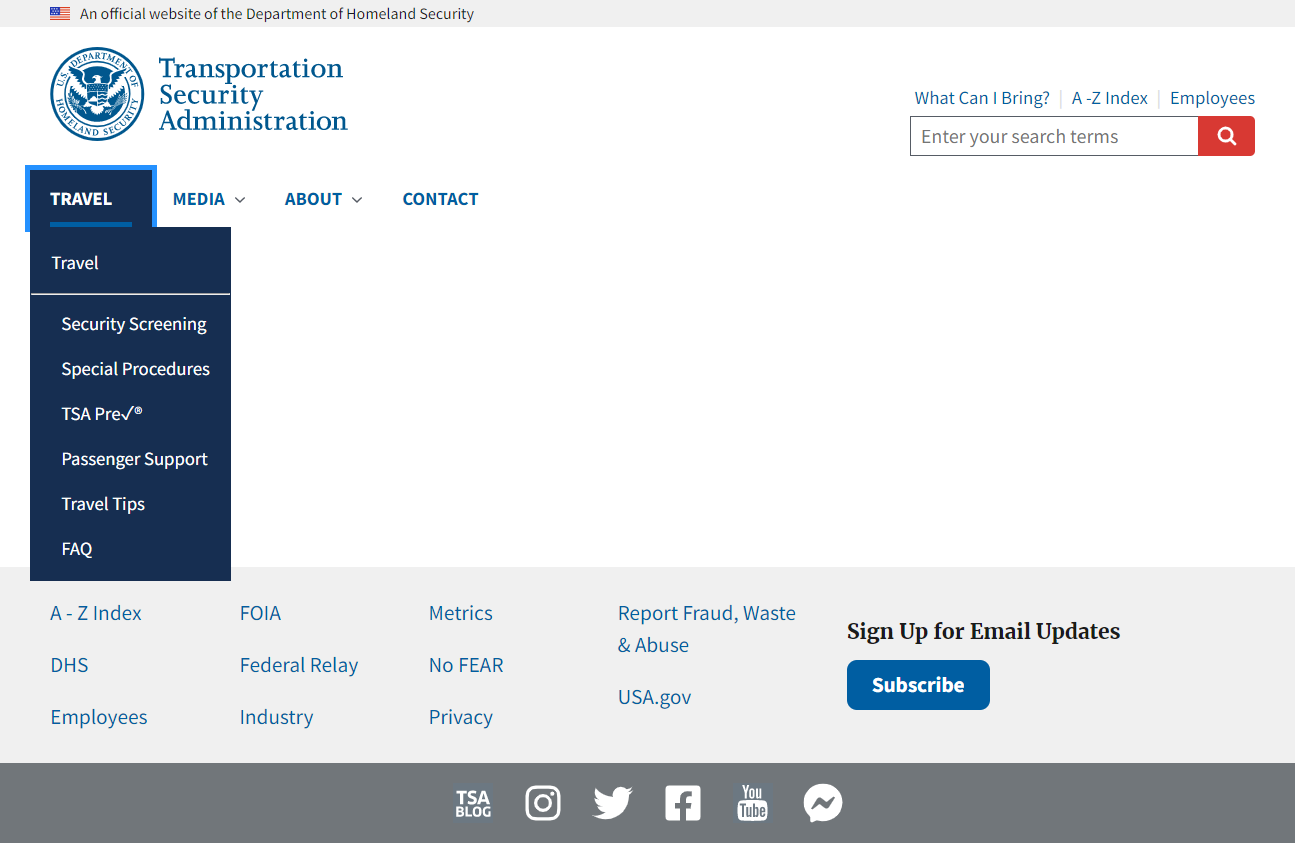 An official website of the Department of Homeland Security
U.S. DEPARTMENT OF
HOMELAND SECURITY
Transportation
Security
Administration
What Can I Bring?
A -Z Index
Employees
Enter your search terms
TRAVEL
MEDIA
ABOUT
CONTACT
Travel
Security Screening
Special Procedures
TSA Pre✓®
Passenger Support
Travel Tips
FAQ
A - Z Index
DHS
Employees
FOIA
Federal Relay
Industry
Metrics
No FEAR
Privacy
Report Fraud, Waste
& Abuse
USA.gov
Sign Up for Email Updates
Subscribe
TSA
BLOG
You
Tube